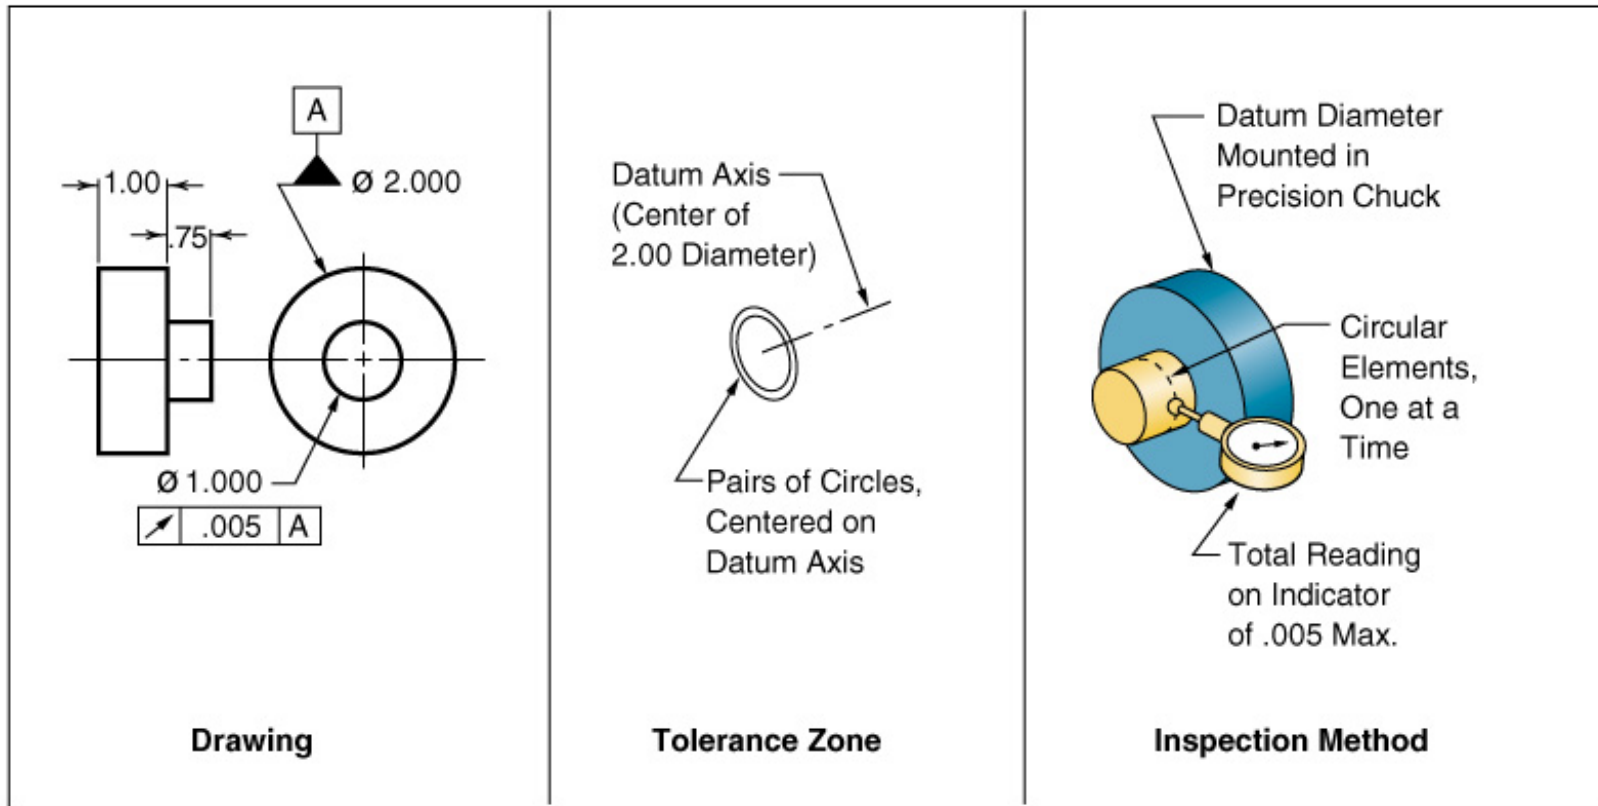 A
1.00
Ø 2.000
.75
Ø 1.000
.005 A
Drawing
Datum Axis
(Center of
2.00 Diameter)
Pairs of Circles,
Centered on
Datum Axis
Tolerance Zone
Datum Diameter
Mounted in
Precision Chuck
Circular
Elements,
One at a
Time
Total Reading
on Indicator
of .005 Max.
Inspection Method